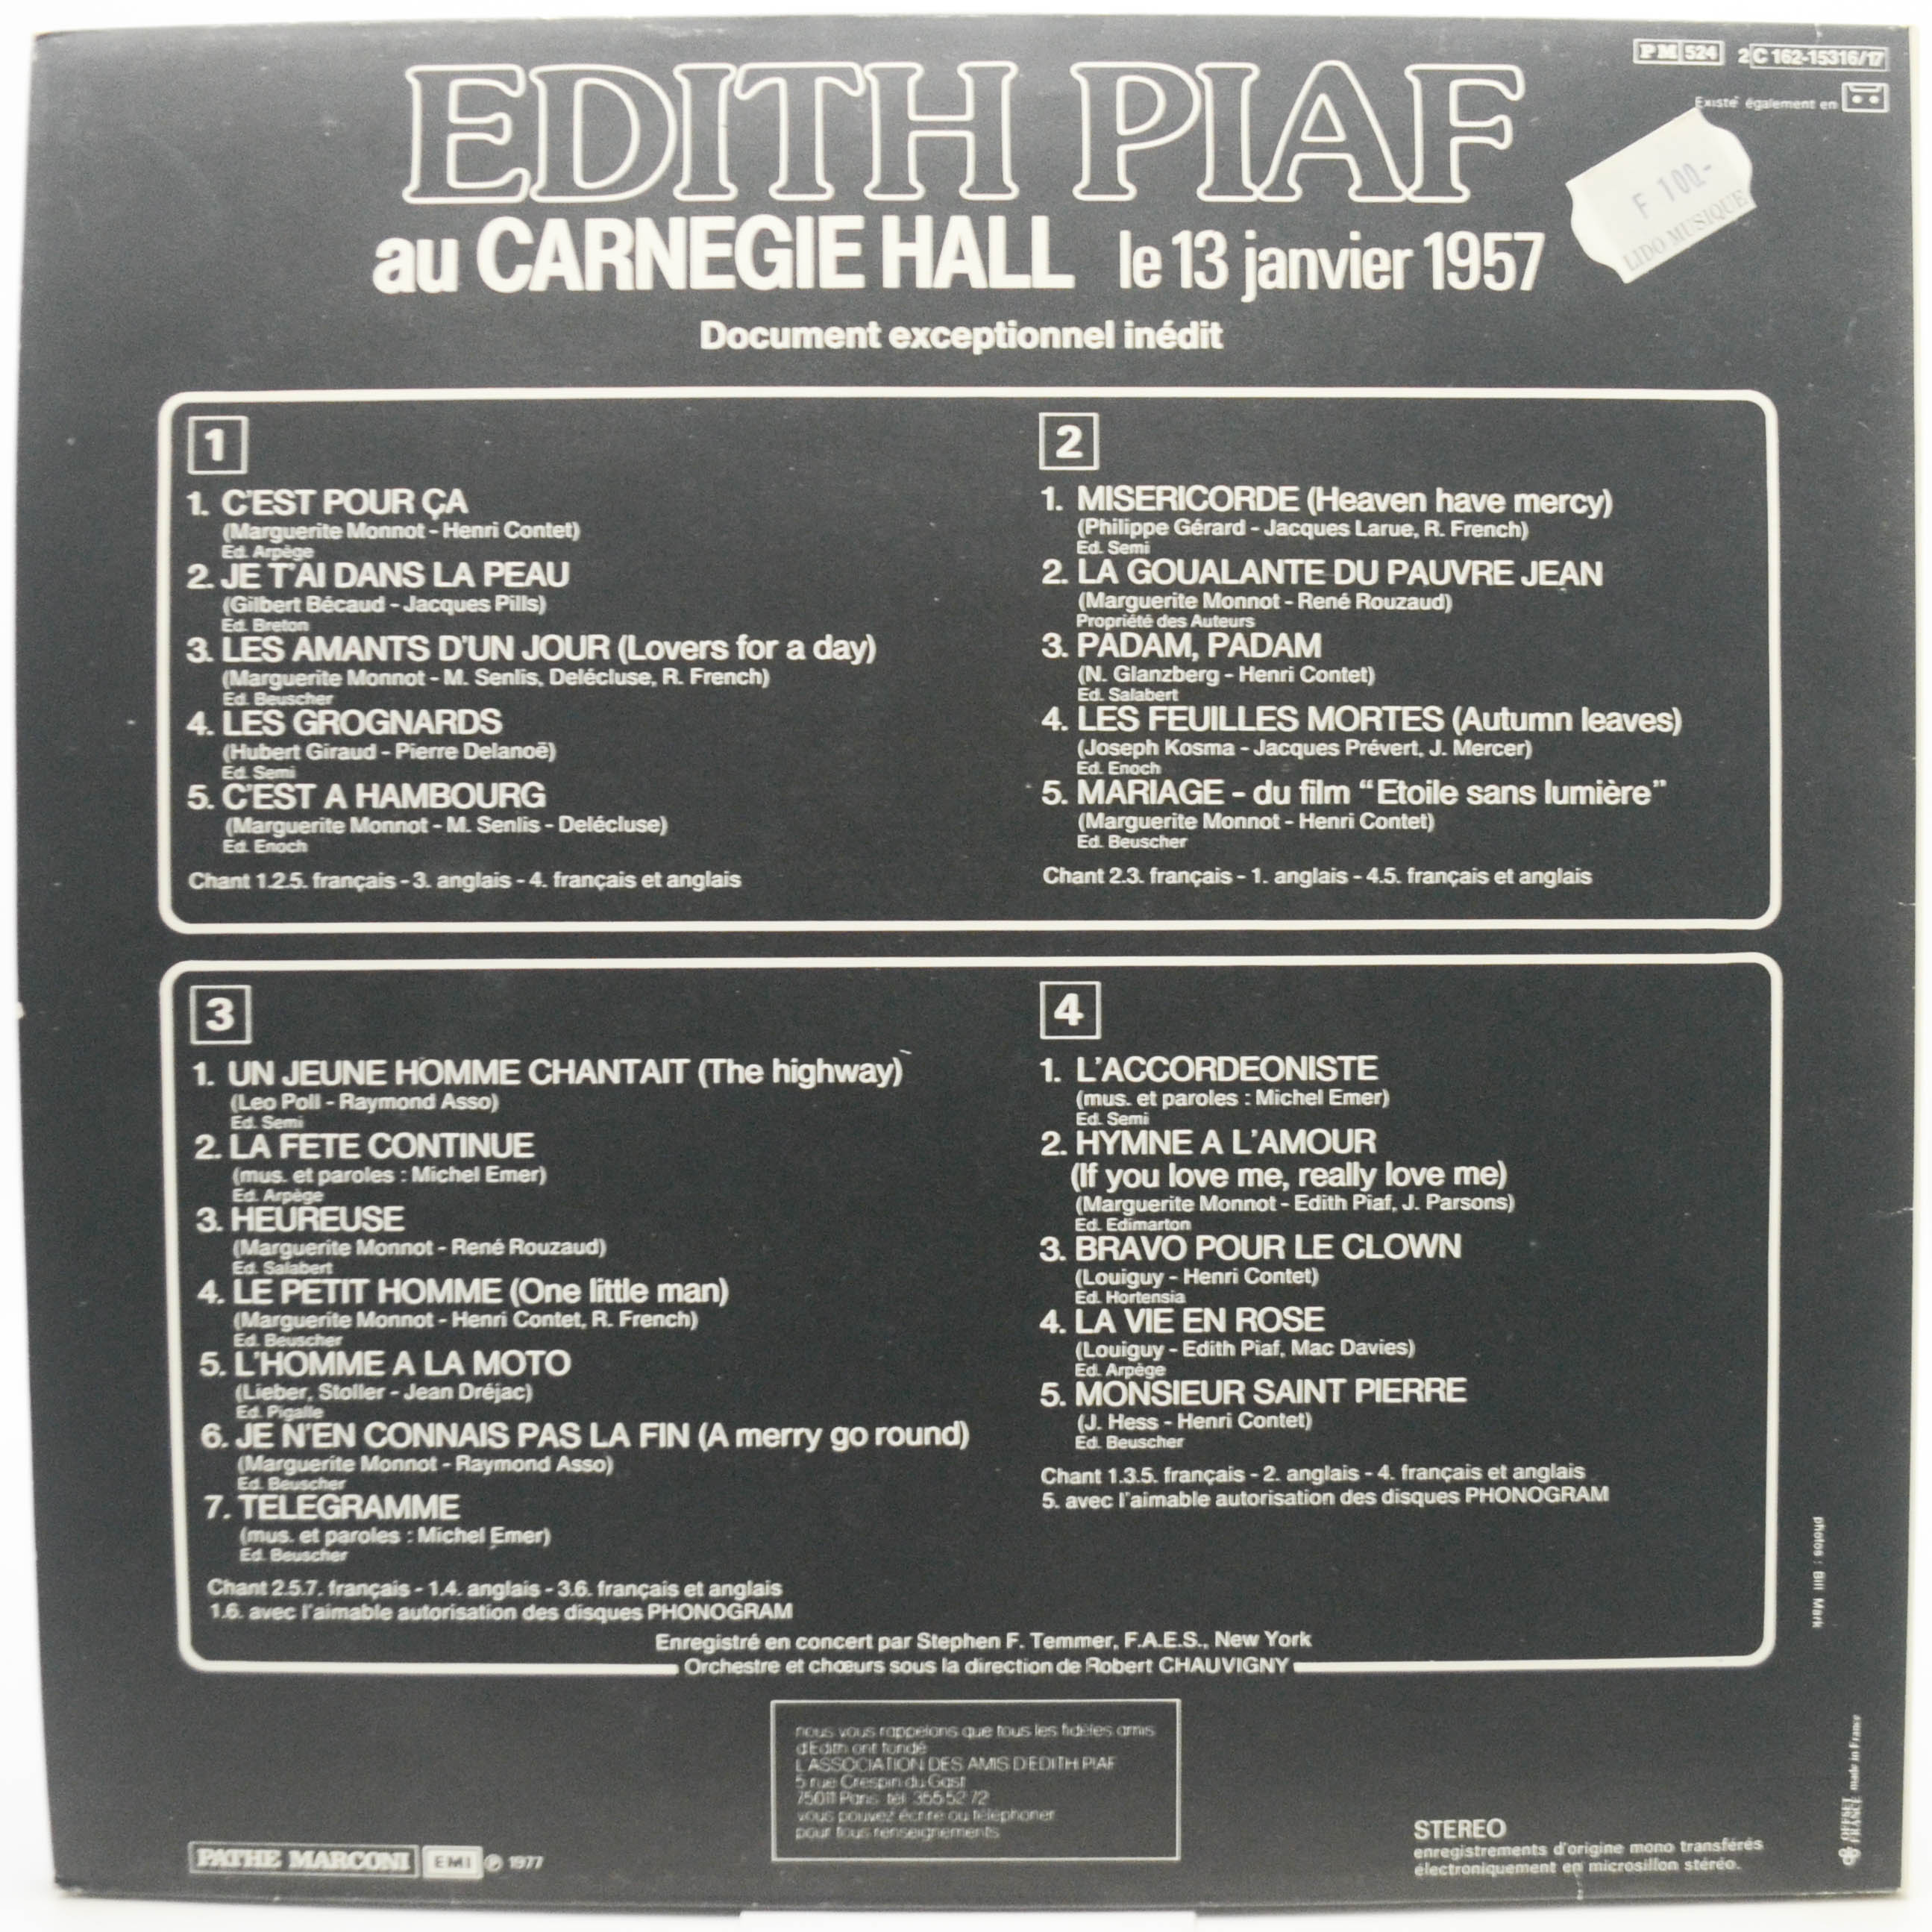 PM 524 2 C 162-15316/17
Existe également en
EDITH PIAF
F 100.-
LIDO MUSIQUE
au CARNEGIE HALL le 13 janvier 1957
Document exceptionnel inédit
1
1. C'EST POUR ÇA
(Marguerite Monnot - Henri Contet)
Ed. Arpège
2. JE T'AI DANS LA PEAU
(Gilbert Bécaud - Jacques Pills)
Ed. Breton
3. LES AMANTS D'UN JOUR (Lovers for a day)
(Marguerite Monnot - M. Senlis, Delécluse, R. French)
Ed. Beuscher
4. LES GROGNARDS
(Hubert Giraud - Pierre Delanoë)
Ed. Semi
5. C'EST A HAMBOURG
(Marguerite Monnot - M. Senlis - Delécluse)
Ed. Enoch
Chant 1.2.5. français - 3. anglais - 4. français et anglais
2
1. MISERICORDE (Heaven have mercy)
(Philippe Gérard - Jacques Larue, R. French)
Ed. Semi
2. LA GOUALANTE DU PAUVRE JEAN
(Marguerite Monnot - René Rouzaud)
Propriété des Auteurs
3. PADAM, PADAM
(N. Glanzberg - Henri Contet)
Ed. Salabert
4. LES FEUILLES MORTES (Autumn leaves)
(Joseph Kosma - Jacques Prévert, J. Mercer)
Ed. Enoch
5. MARIAGE - du film “Etoile sans lumière”
(Marguerite Monnot - Henri Contet)
Ed. Beuscher
Chant 2.3. français - 1. anglais - 4.5. français et anglais
3
1. UN JEUNE HOMME CHANTAIT (The highway)
(Leo Poll - Raymond Asso)
Ed. Semi
2. LA FETE CONTINUE
(mus. et paroles : Michel Emer)
Ed. Arpège
3. HEUREUSE
(Marguerite Monnot - René Rouzaud)
Ed. Salabert
4. LE PETIT HOMME (One little man)
(Marguerite Monnot - Henri Contet, R. French)
Ed. Beuscher
5. L'HOMME A LA MOTO
(Lieber, Stoller - Jean Dréjac)
Ed. Pigalle
6. JE N'EN CONNAIS PAS LA FIN (A merry go round)
(Marguerite Monnot - Raymond Asso)
Ed. Beuscher
7. TELEGRAMME
(mus. et paroles : Michel Emer)
Ed. Beuscher
Chant 2.5.7. français - 1.4. anglais - 3.6. français et anglais
1.6. avec l'aimable autorisation des disques PHONOGRAM
4
1. L'ACCORDEONISTE
(mus. et paroles : Michel Emer)
Ed. Semi
2. HYMNE A L'AMOUR
(If you love me, really love me)
(Marguerite Monnot - Edith Piaf, J. Parsons)
Ed. Edimarton
3. BRAVO POUR LE CLOWN
(Louiguy - Henri Contet)
Ed. Hortensia
4. LA VIE EN ROSE
(Louiguy - Edith Piaf, Mac Davies)
Ed. Arpège
5. MONSIEUR SAINT PIERRE
(J. Hess - Henri Contet)
Ed. Beuscher
Chant 1.3.5. français - 2. anglais - 4. français et anglais
5. avec l'aimable autorisation des disques PHONOGRAM
Enregistré en concert par Stephen F. Temmer, F.A.E.S., New York
Orchestre et chœurs sous la direction de Robert CHAUVIGNY
photos : Bill Mark
nous vous rappelons que tous les fidèles amis
d'Edith ont fondé
L'ASSOCIATION DES AMIS D'EDITH PIAF
5 rue Crespin du Gast
75011 Paris tél 355 52 72
vous pouvez écrire ou téléphoner
pour tous renseignements
PATHE MARCONI EMI ℗ 1977
STEREO
enregistrements d'origine mono transférés
électroniquement en microsillon stéréo.
OFFSET
FRANCE made in France